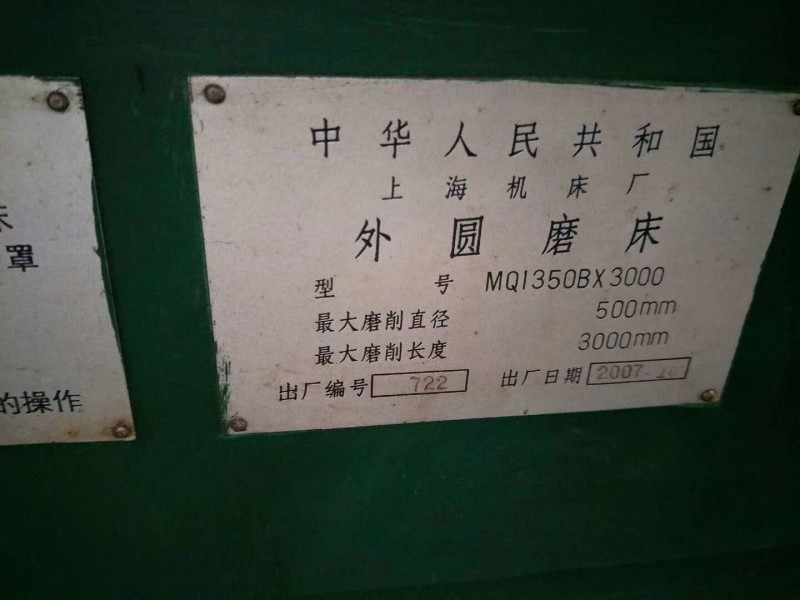 中华人民共和国
上海机床厂
外圆磨床
型号 MQ1350BX3000
最大磨削直径 500mm
最大磨削长度 3000mm
出厂编号 722 出厂日期 2007.10
罩
的操作